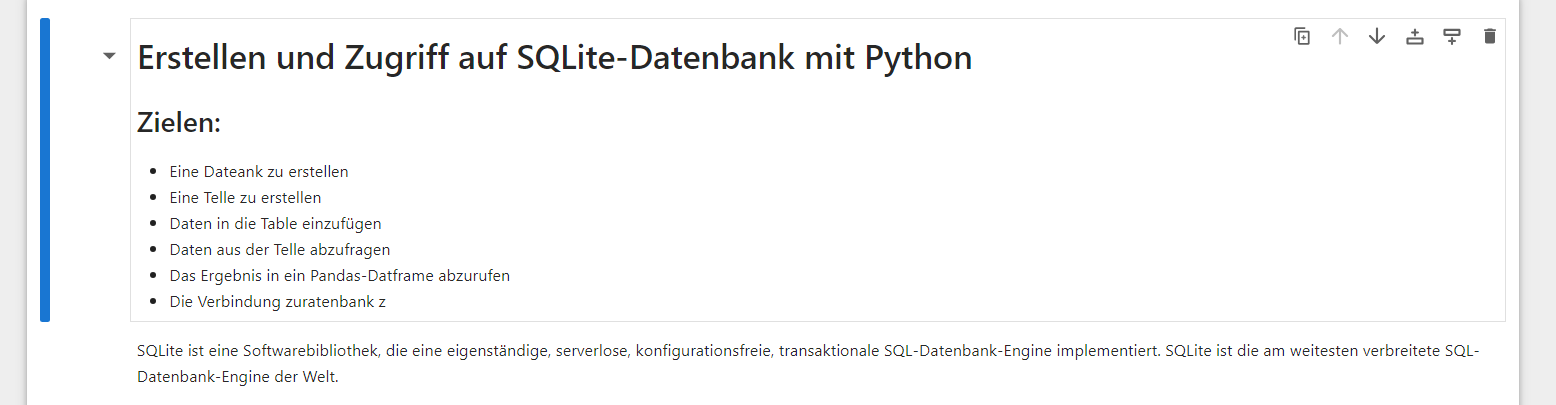 Erstellen und Zugriff auf SQLite-Datenbank mit Python
Zielen:
Eine Dateank zu erstellen
Eine Telle zu erstellen
Daten in die Table einzufügen
Daten aus der Telle abzufragen
Das Ergebnis in ein Pandas-Datframe abzurufen
Die Verbindung zuratenbank z
SQLite ist eine Softwarebibliothek, die eine eigenständige, serverlose, konfigurationsfreie, transaktionale SQL-Datenbank-Engine implementiert. SQLite ist die am weitesten verbreitete SQL-
Datenbank-Engine der Welt.